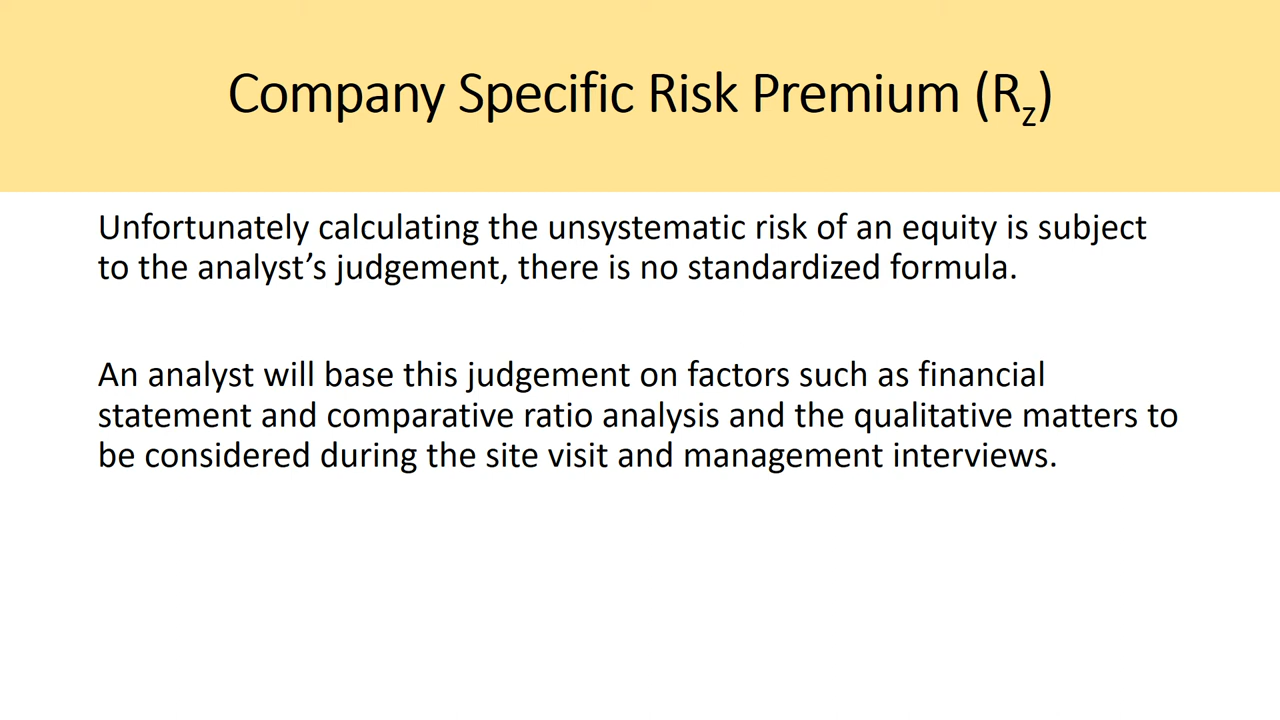 Company Specific Risk Premium (Rz)
Unfortunately calculating the unsystematic risk of an equity is subject
to the analyst’s judgement, there is no standardized formula.
An analyst will base this judgement on factors such as financial
statement and comparative ratio analysis and the qualitative matters to
be considered during the site visit and management interviews.